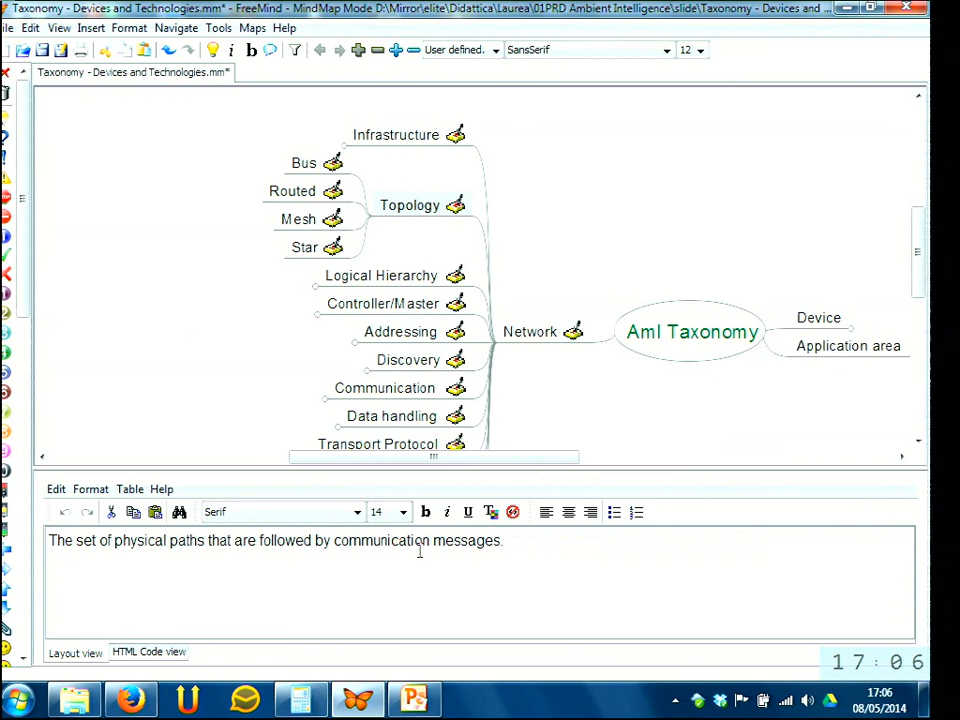 Taxonomy - Devices and Technologies.mm* - FreeMind - MindMap Mode D:\Mirror\elite\Didattica\Laurea\01PRD Ambient Intelligence\slide\Taxonomy - Devices and ...
ile Edit View Insert Format Navigate Tools Maps Help
User defined. SansSerif 12
Taxonomy - Devices and Technologies.mm*
Infrastructure
Bus
Routed
Topology
Mesh
Star
Logical Hierarchy
Controller/Master
Addressing
Discovery
Communication
Data handling
Transport Protocol
Network
AmI Taxonomy
Device
Application area
Edit Format Table Help
Serif 14
The set of physical paths that are followed by communication messages.
Layout view HTML Code view
17:06
17:06
08/05/2014